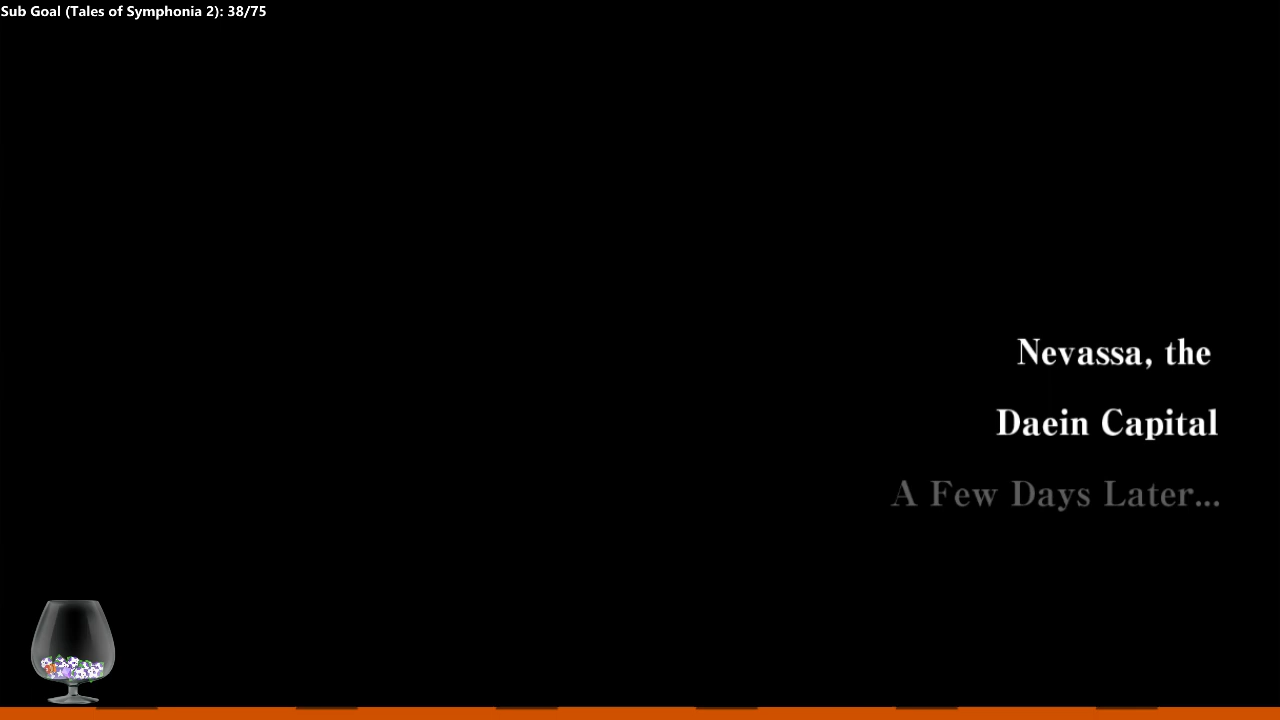 Sub Goal (Tales of Symphonia 2): 38/75
Nevassa, the
Daein Capital
A Few Days Later...